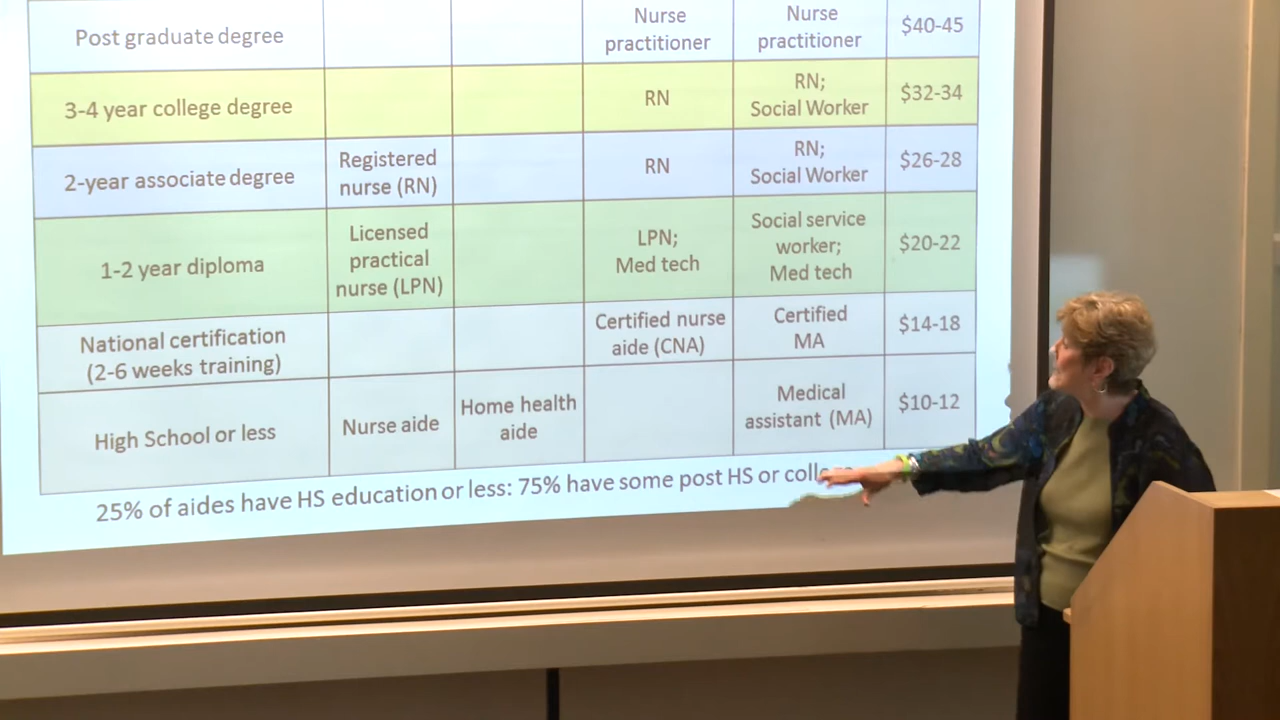 Post graduate degree
Nurse
practitioner
Nurse
practitioner
$40-45
3-4 year college degree
RN
RN;
Social Worker
$32-34
2-year associate degree
Registered
nurse (RN)
RN
RN;
Social Worker
$26-28
1-2 year diploma
Licensed
practical
nurse (LPN)
LPN;
Med tech
Social service
worker;
Med tech
$20-22
National certification
(2-6 weeks training)
Certified nurse
aide (CNA)
Certified
MA
$14-18
High School or less
Nurse aide
Home health
aide
Medical
assistant (MA)
$10-12
25% of aides have HS education or less: 75% have some post HS or